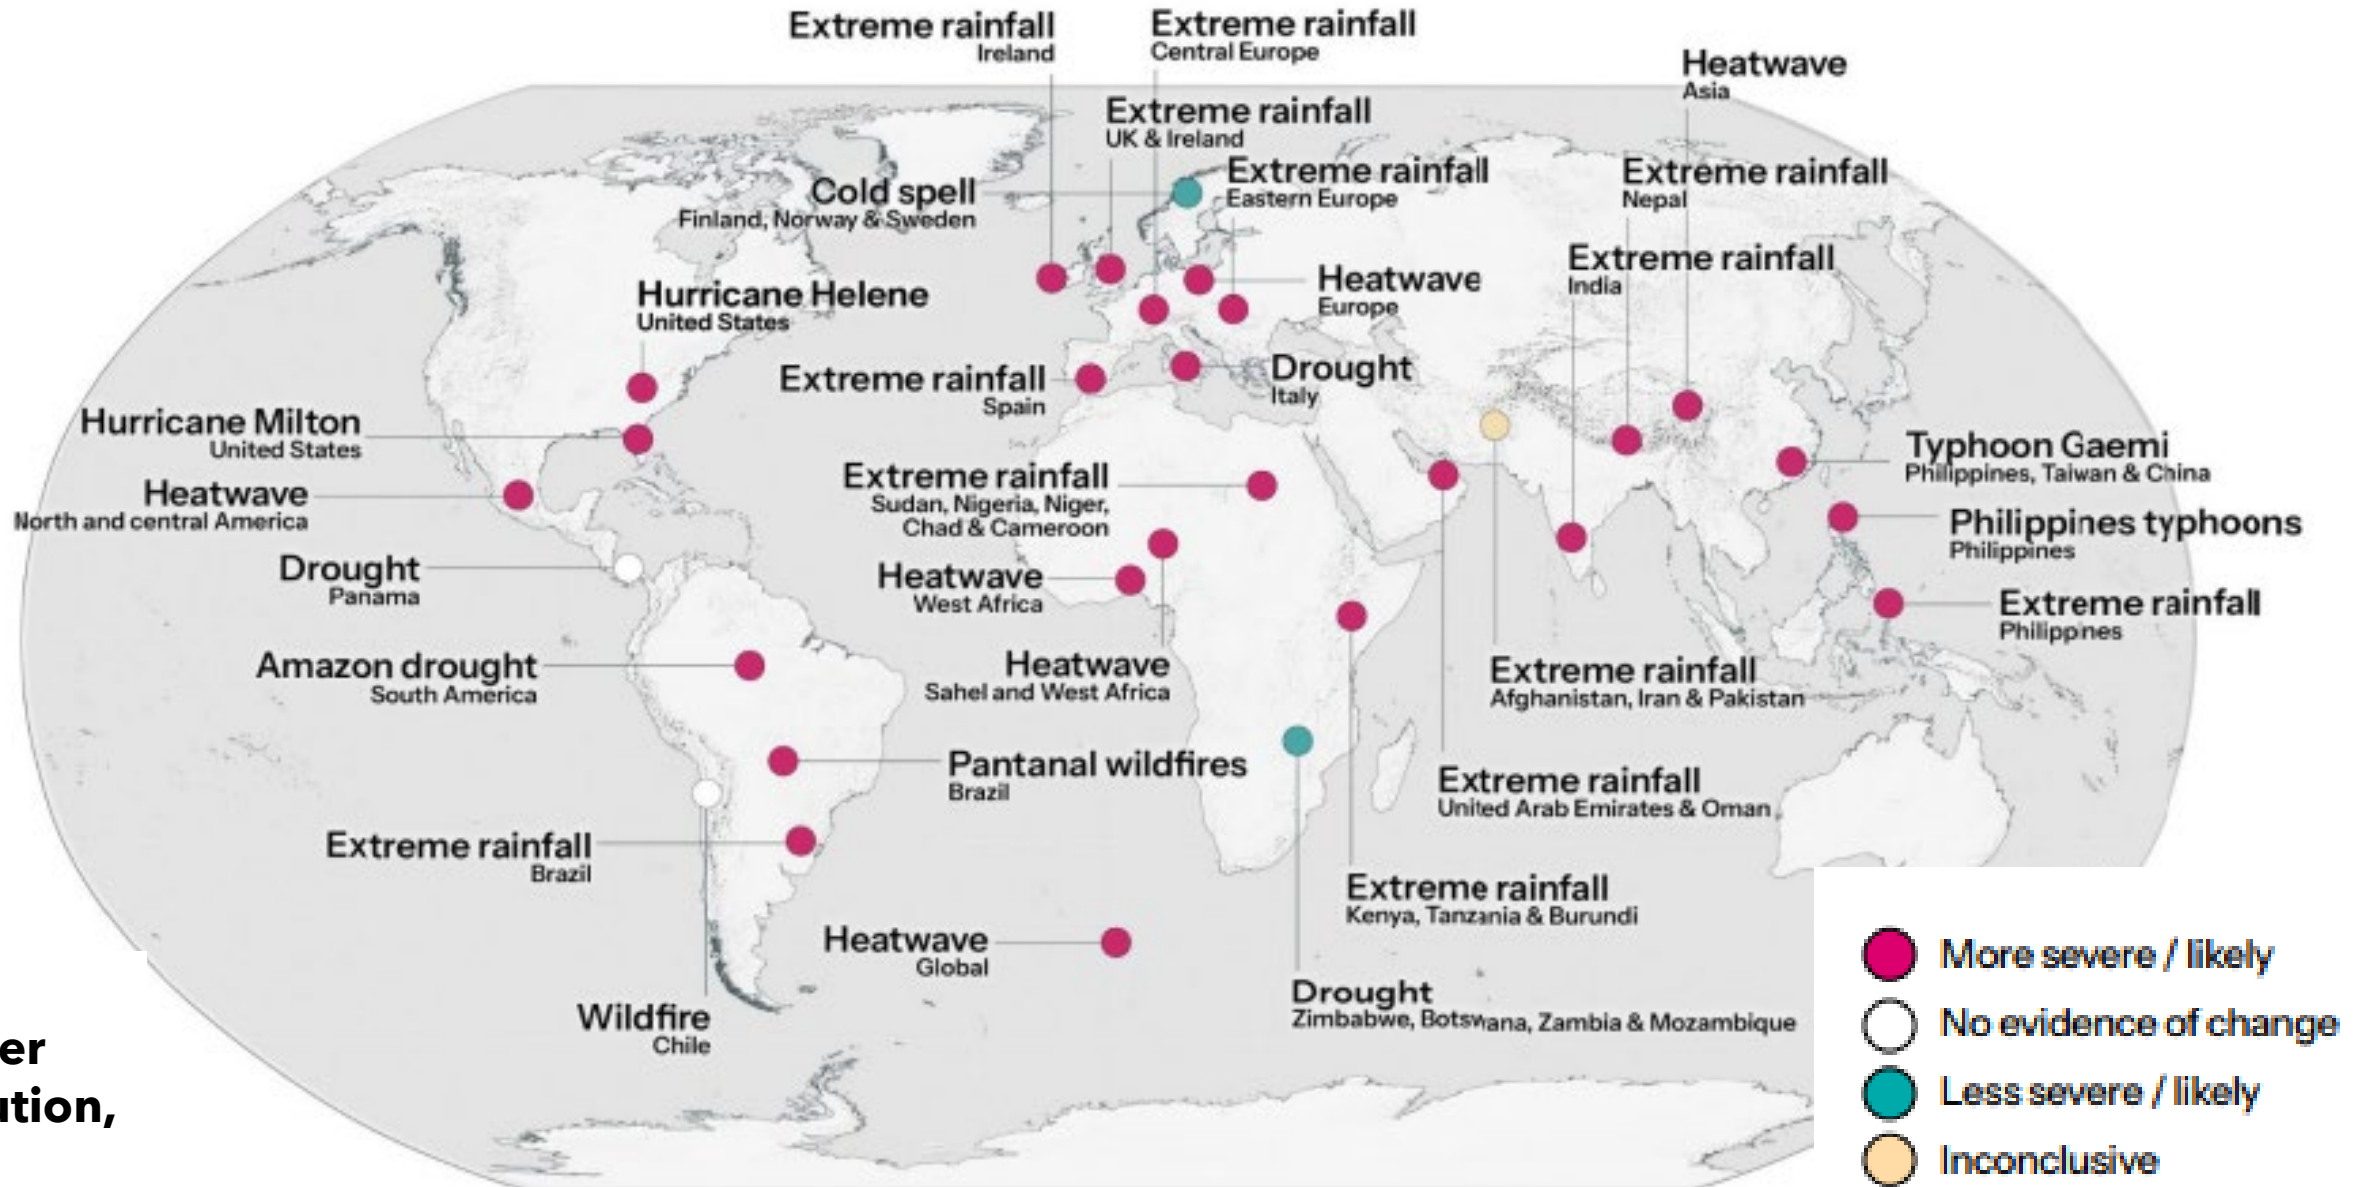 Extreme rainfall
Ireland
Extreme rainfall
Central Europe
Heatwave
Asia
Extreme rainfall
UK & Ireland
Extreme rainfall
Eastern Europe
Extreme rainfall
Nepal
Cold spell
Finland, Norway & Sweden
Extreme rainfall
India
Heatwave
Europe
Hurricane Helene
United States
Drought
Italy
Extreme rainfall
Spain
Hurricane Milton
United States
Typhoon Gaemi
Philippines, Taiwan & China
Extreme rainfall
Sudan, Nigeria, Niger,
Chad & Cameroon
Heatwave
North and central America
Philippines typhoons
Philippines
Drought
Panama
Heatwave
West Africa
Extreme rainfall
Philippines
Amazon drought
South America
Heatwave
Sahel and West Africa
Extreme rainfall
Afghanistan, Iran & Pakistan
Pantanal wildfires
Brazil
Extreme rainfall
United Arab Emirates & Oman
Extreme rainfall
Brazil
Extreme rainfall
Kenya, Tanzania & Burundi
Heatwave
Global
Drought
Zimbabwe, Botswana, Zambia & Mozambique
Wildfire
Chile
er
ution,
More severe / likely
No evidence of change
Less severe / likely
Inconclusive